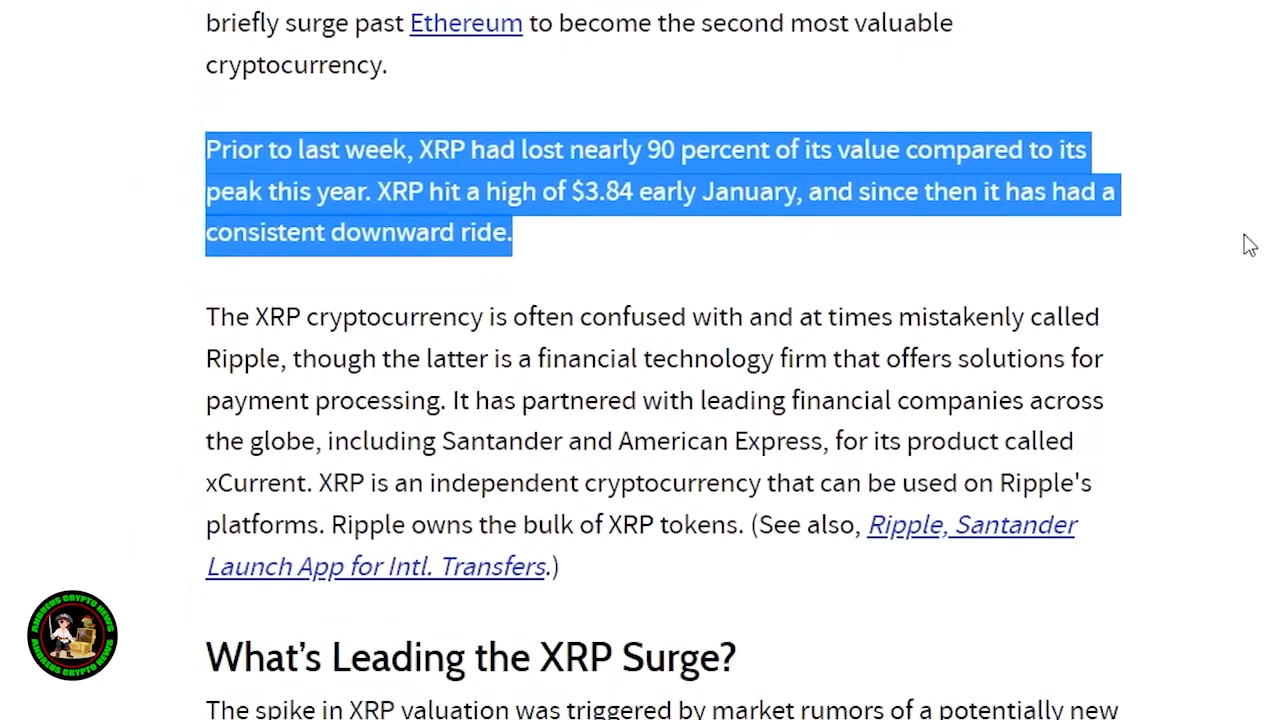 briefly surge past Ethereum to become the second most valuable
cryptocurrency.
Prior to last week, XRP had lost nearly 90 percent of its value compared to its
peak this year. XRP hit a high of $3.84 early January, and since then it has had a
consistent downward ride.
The XRP cryptocurrency is often confused with and at times mistakenly called
Ripple, though the latter is a financial technology firm that offers solutions for
payment processing. It has partnered with leading financial companies across
the globe, including Santander and American Express, for its product called
xCurrent. XRP is an independent cryptocurrency that can be used on Ripple's
platforms. Ripple owns the bulk of XRP tokens. (See also, Ripple, Santander
Launch App for Intl. Transfers.)
ANDREUS CRYPTO NEWS
ANDREUS CRYPTO NEWS
What's Leading the XRP Surge?
The spike in XRP valuation was triggered by market rumors of a potentially new